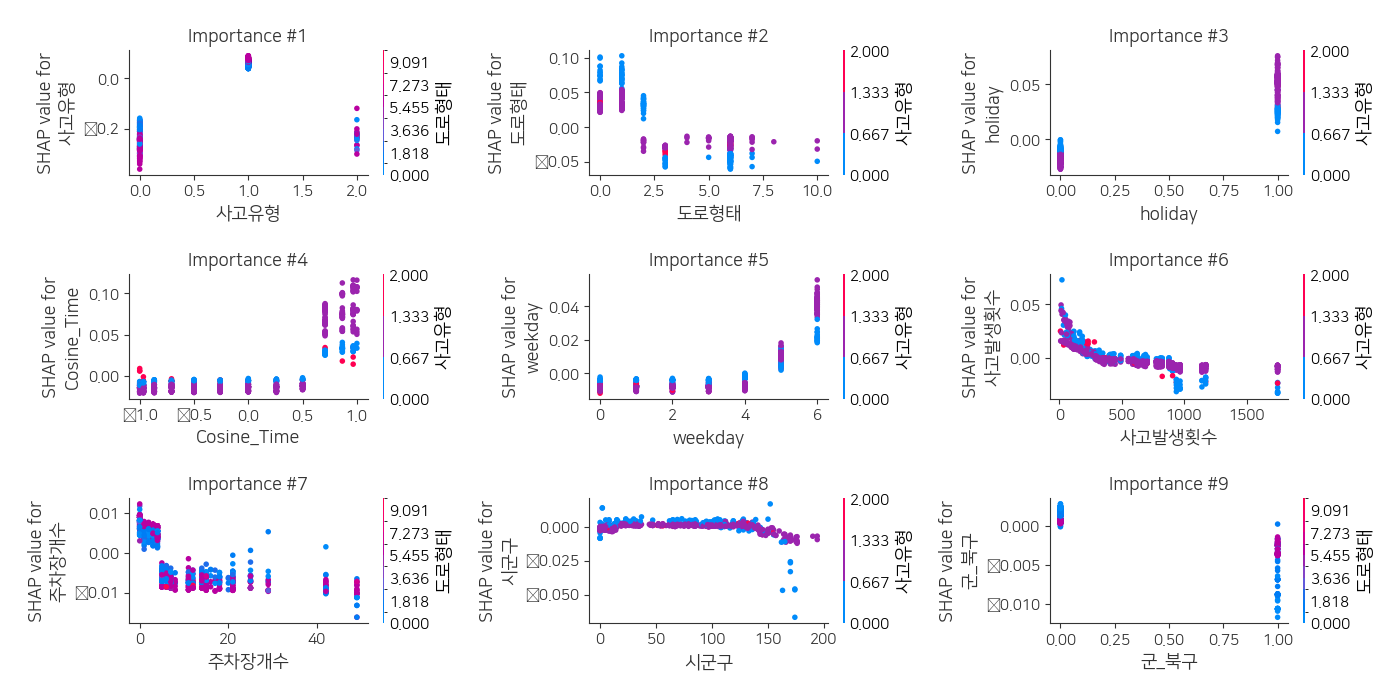 Importance #1
SHAP value for
사고유형
0.0
0.2
0.0 0.5 1.0 1.5 2.0
사고유형
9.091
7.273
5.455
3.636
1.818
0.000
도로형태
Importance #2
SHAP value for
도로형태
0.10
0.05
0.00
0.05
0.0 2.5 5.0 7.5 10.0
도로형태
2.000
1.333
0.667
0.000
사고유형
Importance #3
SHAP value for
holiday
0.05
0.00
0.00 0.25 0.50 0.75 1.00
holiday
2.000
1.333
0.667
0.000
사고유형
Importance #4
SHAP value for
Cosine_Time
0.10
0.05
0.00
1.0 0.5 0.0 0.5 1.0
Cosine_Time
2.000
1.333
0.667
0.000
사고유형
Importance #5
SHAP value for
weekday
0.04
0.02
0.00
0 2 4 6
weekday
2.000
1.333
0.667
0.000
사고유형
Importance #6
SHAP value for
사고발생횟수
0.05
0.00
0 500 1000 1500
사고발생횟수
2.000
1.333
0.667
0.000
사고유형
Importance #7
SHAP value for
주차장개수
0.01
0.00
0.01
0 20 40
주차장개수
9.091
7.273
5.455
3.636
1.818
0.000
도로형태
Importance #8
SHAP value for
시군구
0.000
0.025
0.050
0 50 100 150 200
시군구
2.000
1.333
0.667
0.000
사고유형
Importance #9
SHAP value for
군_북구
0.000
0.005
0.010
0.00 0.25 0.50 0.75 1.00
군_북구
9.091
7.273
5.455
3.636
1.818
0.000
도로형태